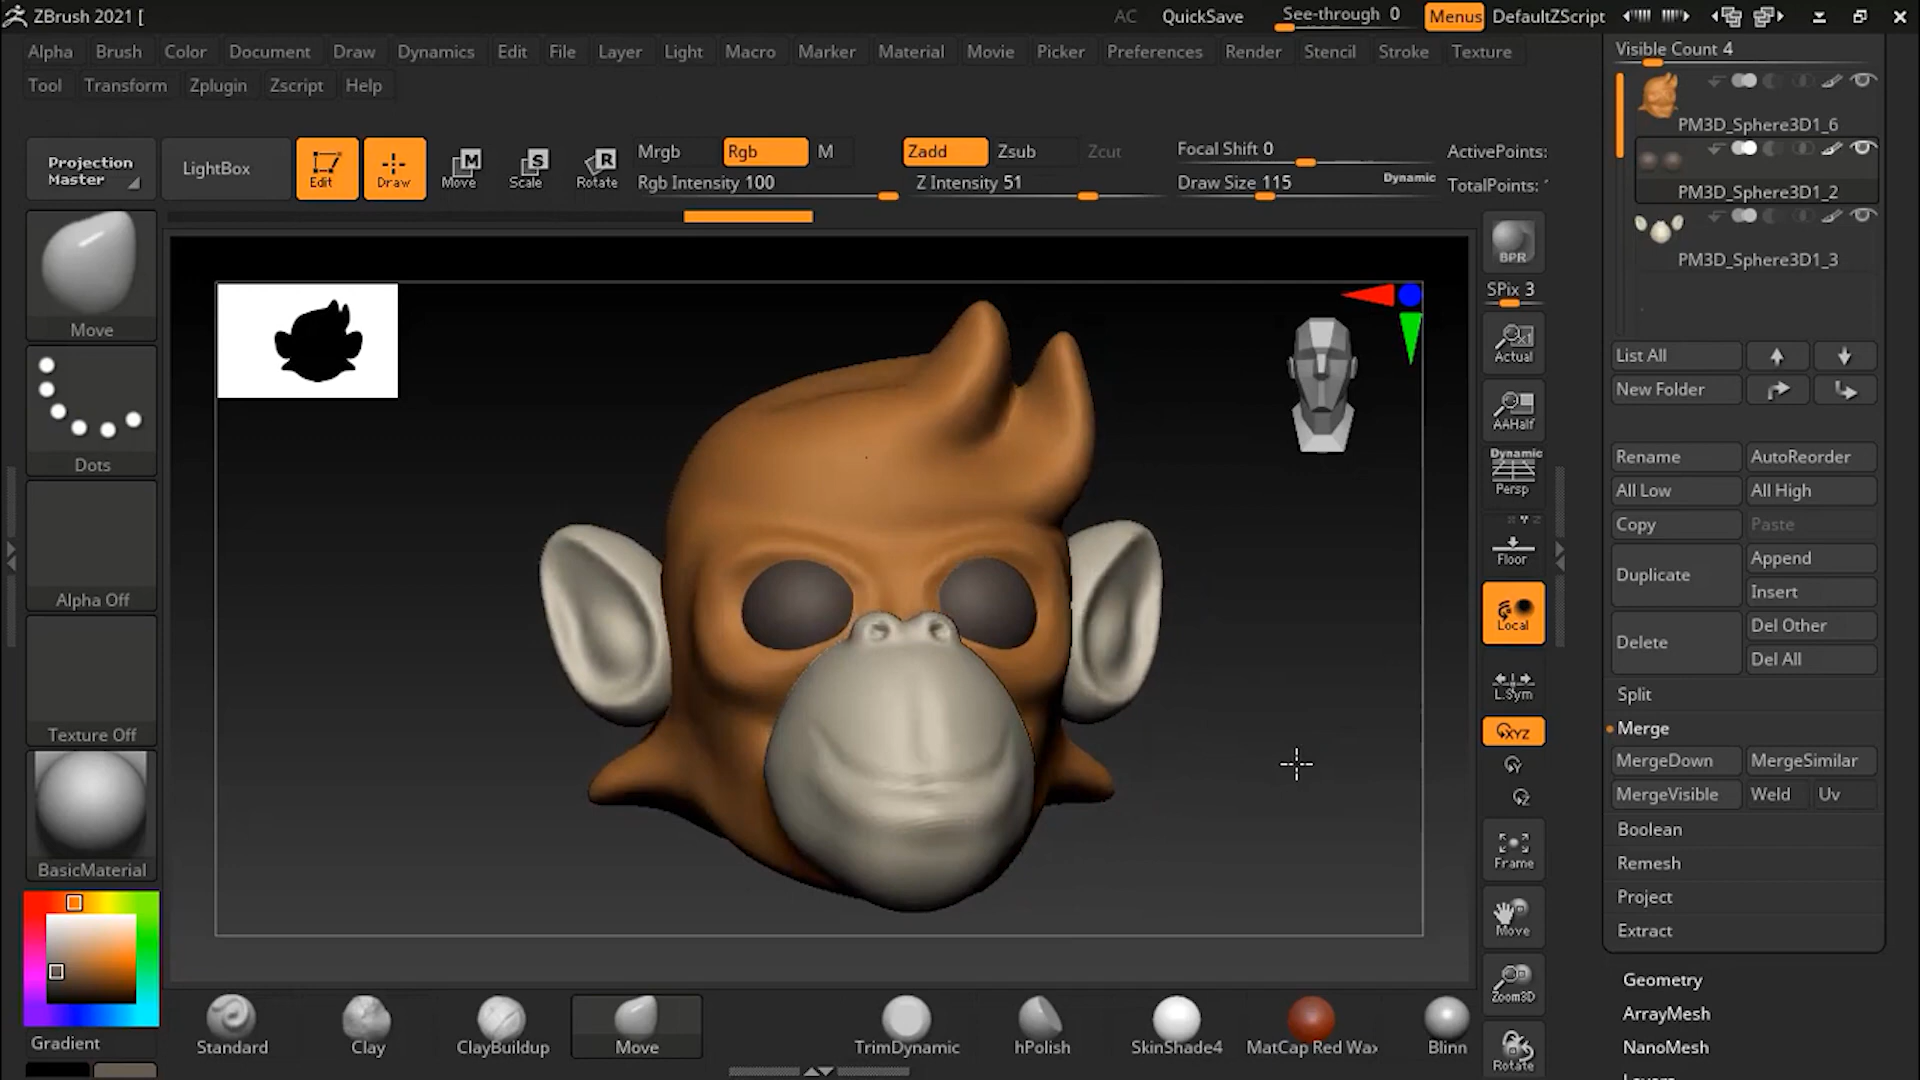 ZBrush 2021 [
AC QuickSave See-through 0 Menus DefaultZScript
Alpha Brush Color Document Draw Dynamics Edit File Layer Light Macro Marker Material Movie Picker Preferences Render Stencil Stroke Texture
Tool Transform Zplugin Zscript Help
Projection Master
LightBox
Edit
Draw
M
Move
S
Scale
R
Rotate
Mrgb Rgb M
Rgb Intensity 100
Zadd Zsub Zcut
Z Intensity 51
Focal Shift 0
Draw Size 115 Dynamic
ActivePoints:
TotalPoints:
Move
Dots
Alpha Off
Texture Off
BasicMaterial
Gradient
BPR
SPix 3
Actual
AAHalf
Dynamic
Persp
X Y Z
Floor
Local
L.Sym
XYZ
Y
Z
Frame
Move
Zoom3D
Rotate
Visible Count 4
PM3D_Sphere3D1_6
PM3D_Sphere3D1_2
PM3D_Sphere3D1_3
List All
New Folder
Rename AutoReorder
All Low All High
Copy Paste
Duplicate Append
Insert
Delete Del Other
Del All
Split
Merge
MergeDown MergeSimilar
MergeVisible Weld Uv
Boolean
Remesh
Project
Extract
Geometry
ArrayMesh
NanoMesh
Standard Clay ClayBuildup Move TrimDynamic hPolish SkinShade4 MatCap Red Wax Blinn